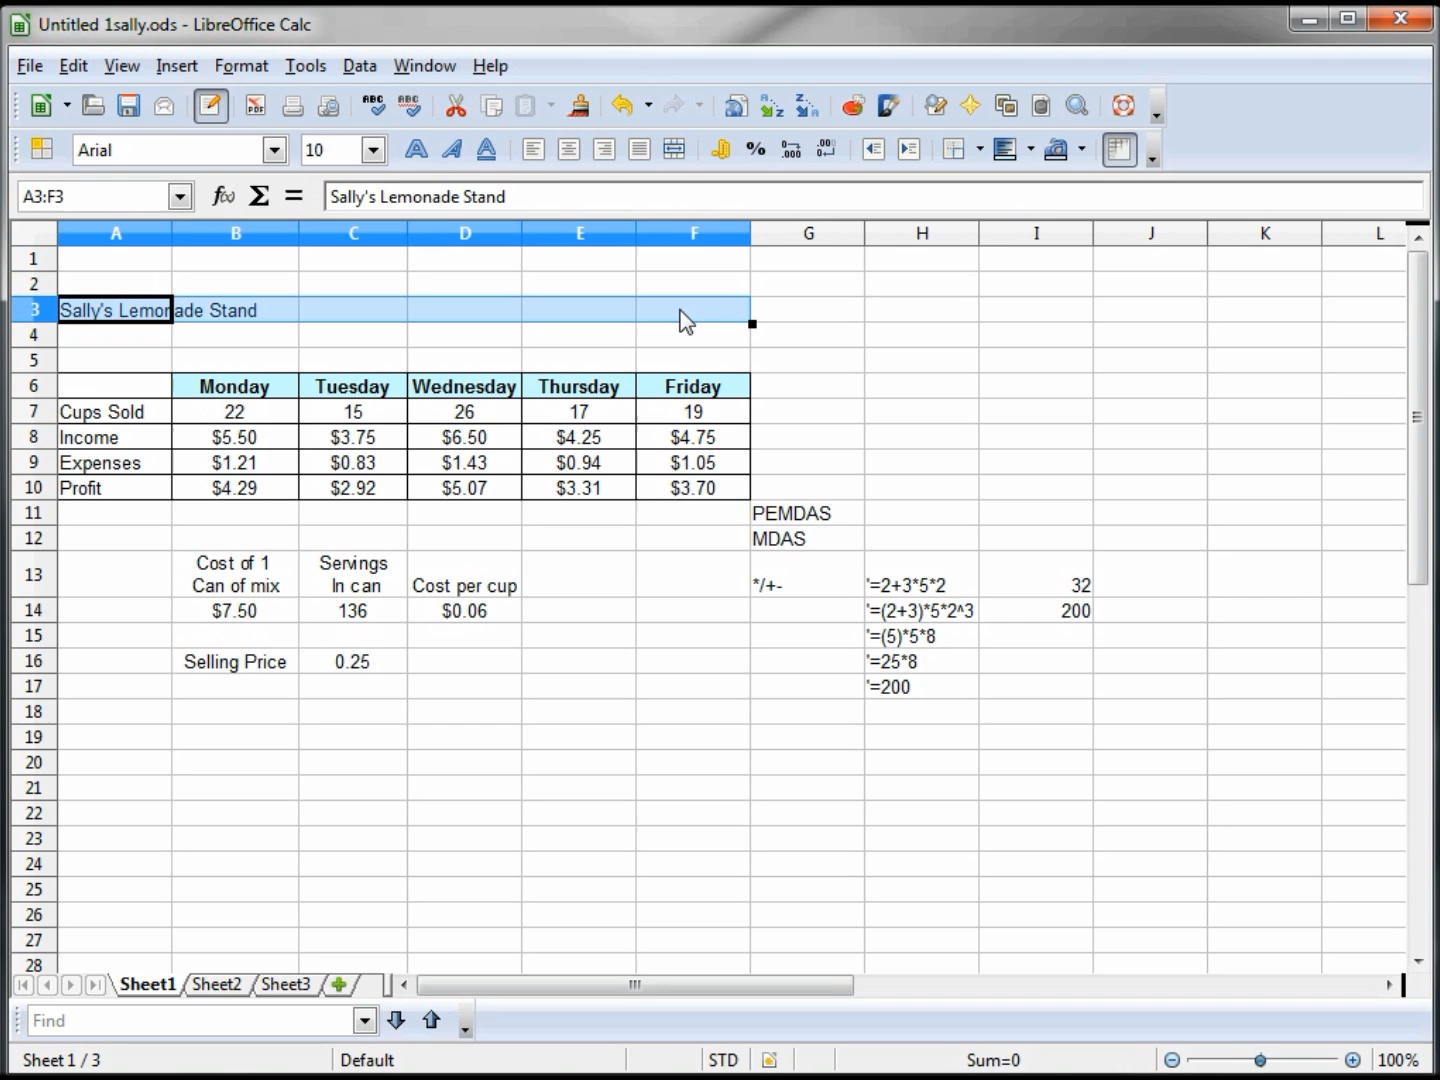 Untitled 1sally.ods - LibreOffice Calc
File Edit View Insert Format Tools Data Window Help
PDF ABC ABC A Z Z A
Arial 10 A A A % 0.000 .00
A3:F3 f(x) Σ = Sally's Lemonade Stand
A B C D E F G H I J K L
1
2
3 Sally's Lemonade Stand
4
5
6 Monday Tuesday Wednesday Thursday Friday
7 Cups Sold 22 15 26 17 19
8 Income $5.50 $3.75 $6.50 $4.25 $4.75
9 Expenses $1.21 $0.83 $1.43 $0.94 $1.05
10 Profit $4.29 $2.92 $5.07 $3.31 $3.70
11 PEMDAS
12 MDAS
Cost of 1 Servings
13 Can of mix In can Cost per cup */+- '=2+3*5*2 32
14 $7.50 136 $0.06 '=(2+3)*5*2^3 200
15 '=(5)*5*8
16 Selling Price 0.25 '=25*8
17 '=200
18
19
20
21
22
23
24
25
26
27
28
Sheet1 Sheet2 Sheet3
Find
Sheet 1 / 3 Default STD Sum=0 100%